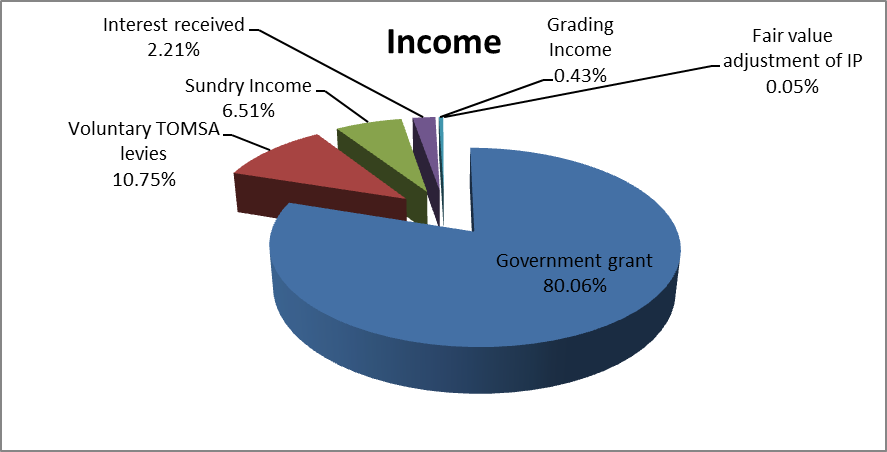 Income
Interest received
2.21%
Grading
Income
0.43%
Fair value
adjustment of IP
0.05%
Sundry Income
6.51%
Voluntary TOMSA
levies
10.75%
Government grant
80.06%